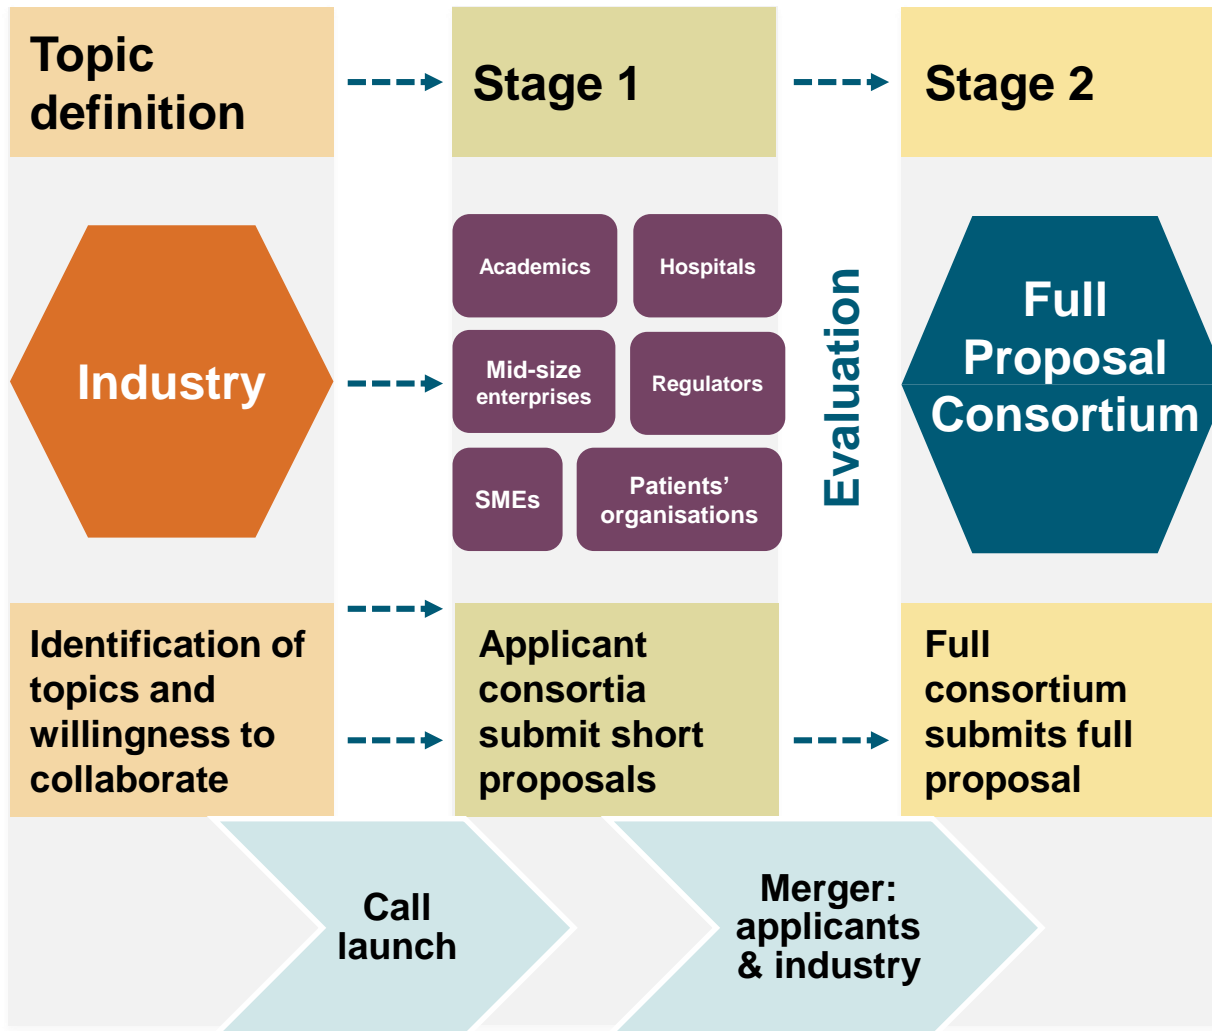 Topic
definition
Stage 1
Stage 2
Industry
Academics
Hospitals
Mid-size
enterprises
Regulators
SMEs
Patients’
organisations
Evaluation
Full
Proposal
Consortium
Identification of
topics and
willingness to
collaborate
Applicant
consortia
submit short
proposals
Full
consortium
submits full
proposal
Call
launch
Merger:
applicants
& industry